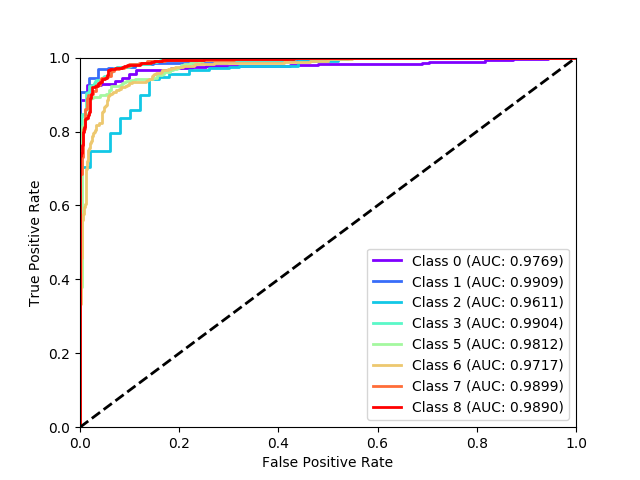 1.0
0.8
0.6
0.4
0.2
0.0
True Positive Rate
0.0 0.2 0.4 0.6 0.8 1.0
False Positive Rate
Class 0 (AUC: 0.9769)
Class 1 (AUC: 0.9909)
Class 2 (AUC: 0.9611)
Class 3 (AUC: 0.9904)
Class 5 (AUC: 0.9812)
Class 6 (AUC: 0.9717)
Class 7 (AUC: 0.9899)
Class 8 (AUC: 0.9890)